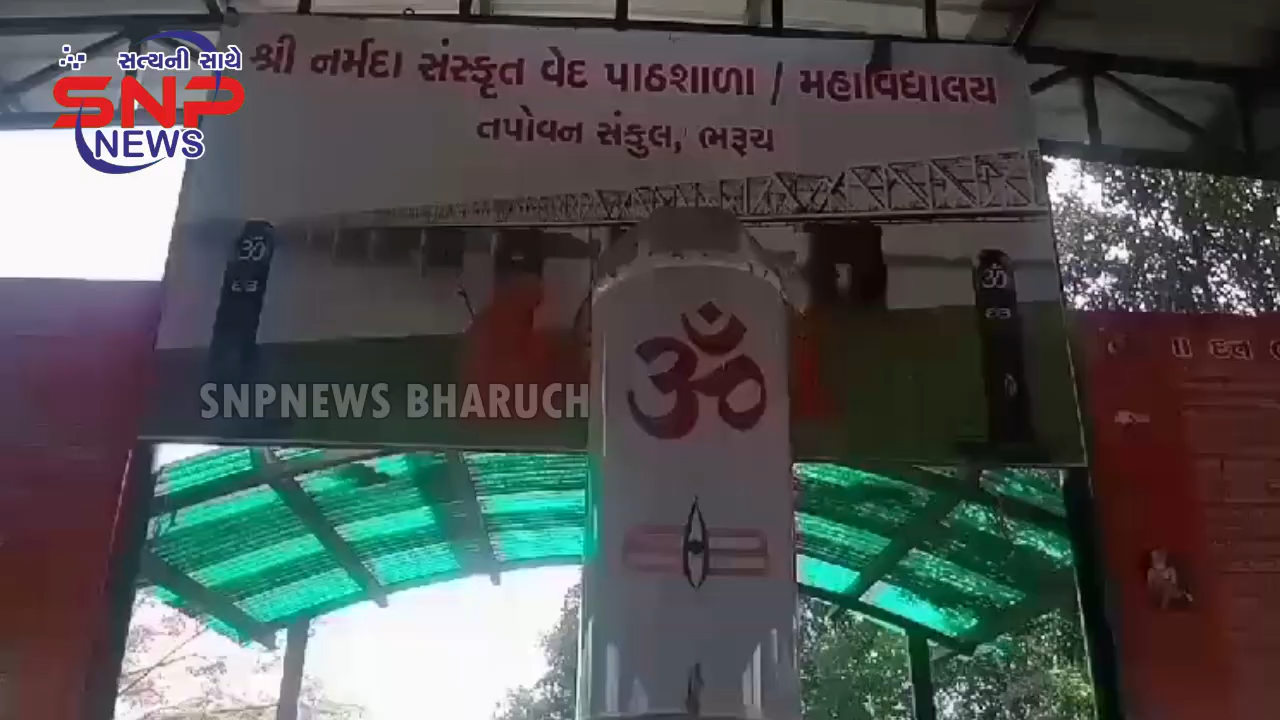 સત્યની સાથે
SNP
NEWS
શ્રી નર્મદા સંસ્કૃત વેદ પાઠશાળા / મહાવિદ્યાલય
તપોવન સંકુલ, ભરૂચ
ૐ
ૐ
ૐ
SNPNEWS BHARUCH
॥